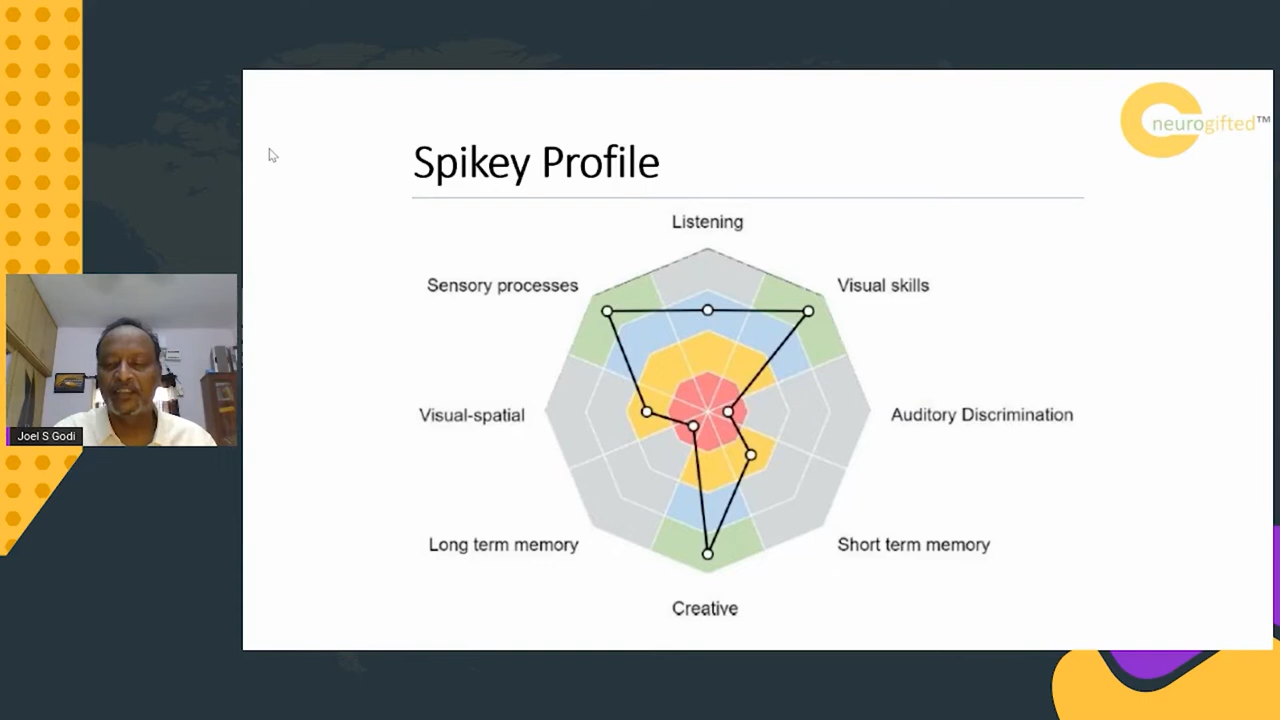 neurogifted™
Spikey Profile
Listening
Sensory processes
Visual skills
Visual-spatial
Auditory Discrimination
Joel S Godi
Long term memory
Short term memory
Creative